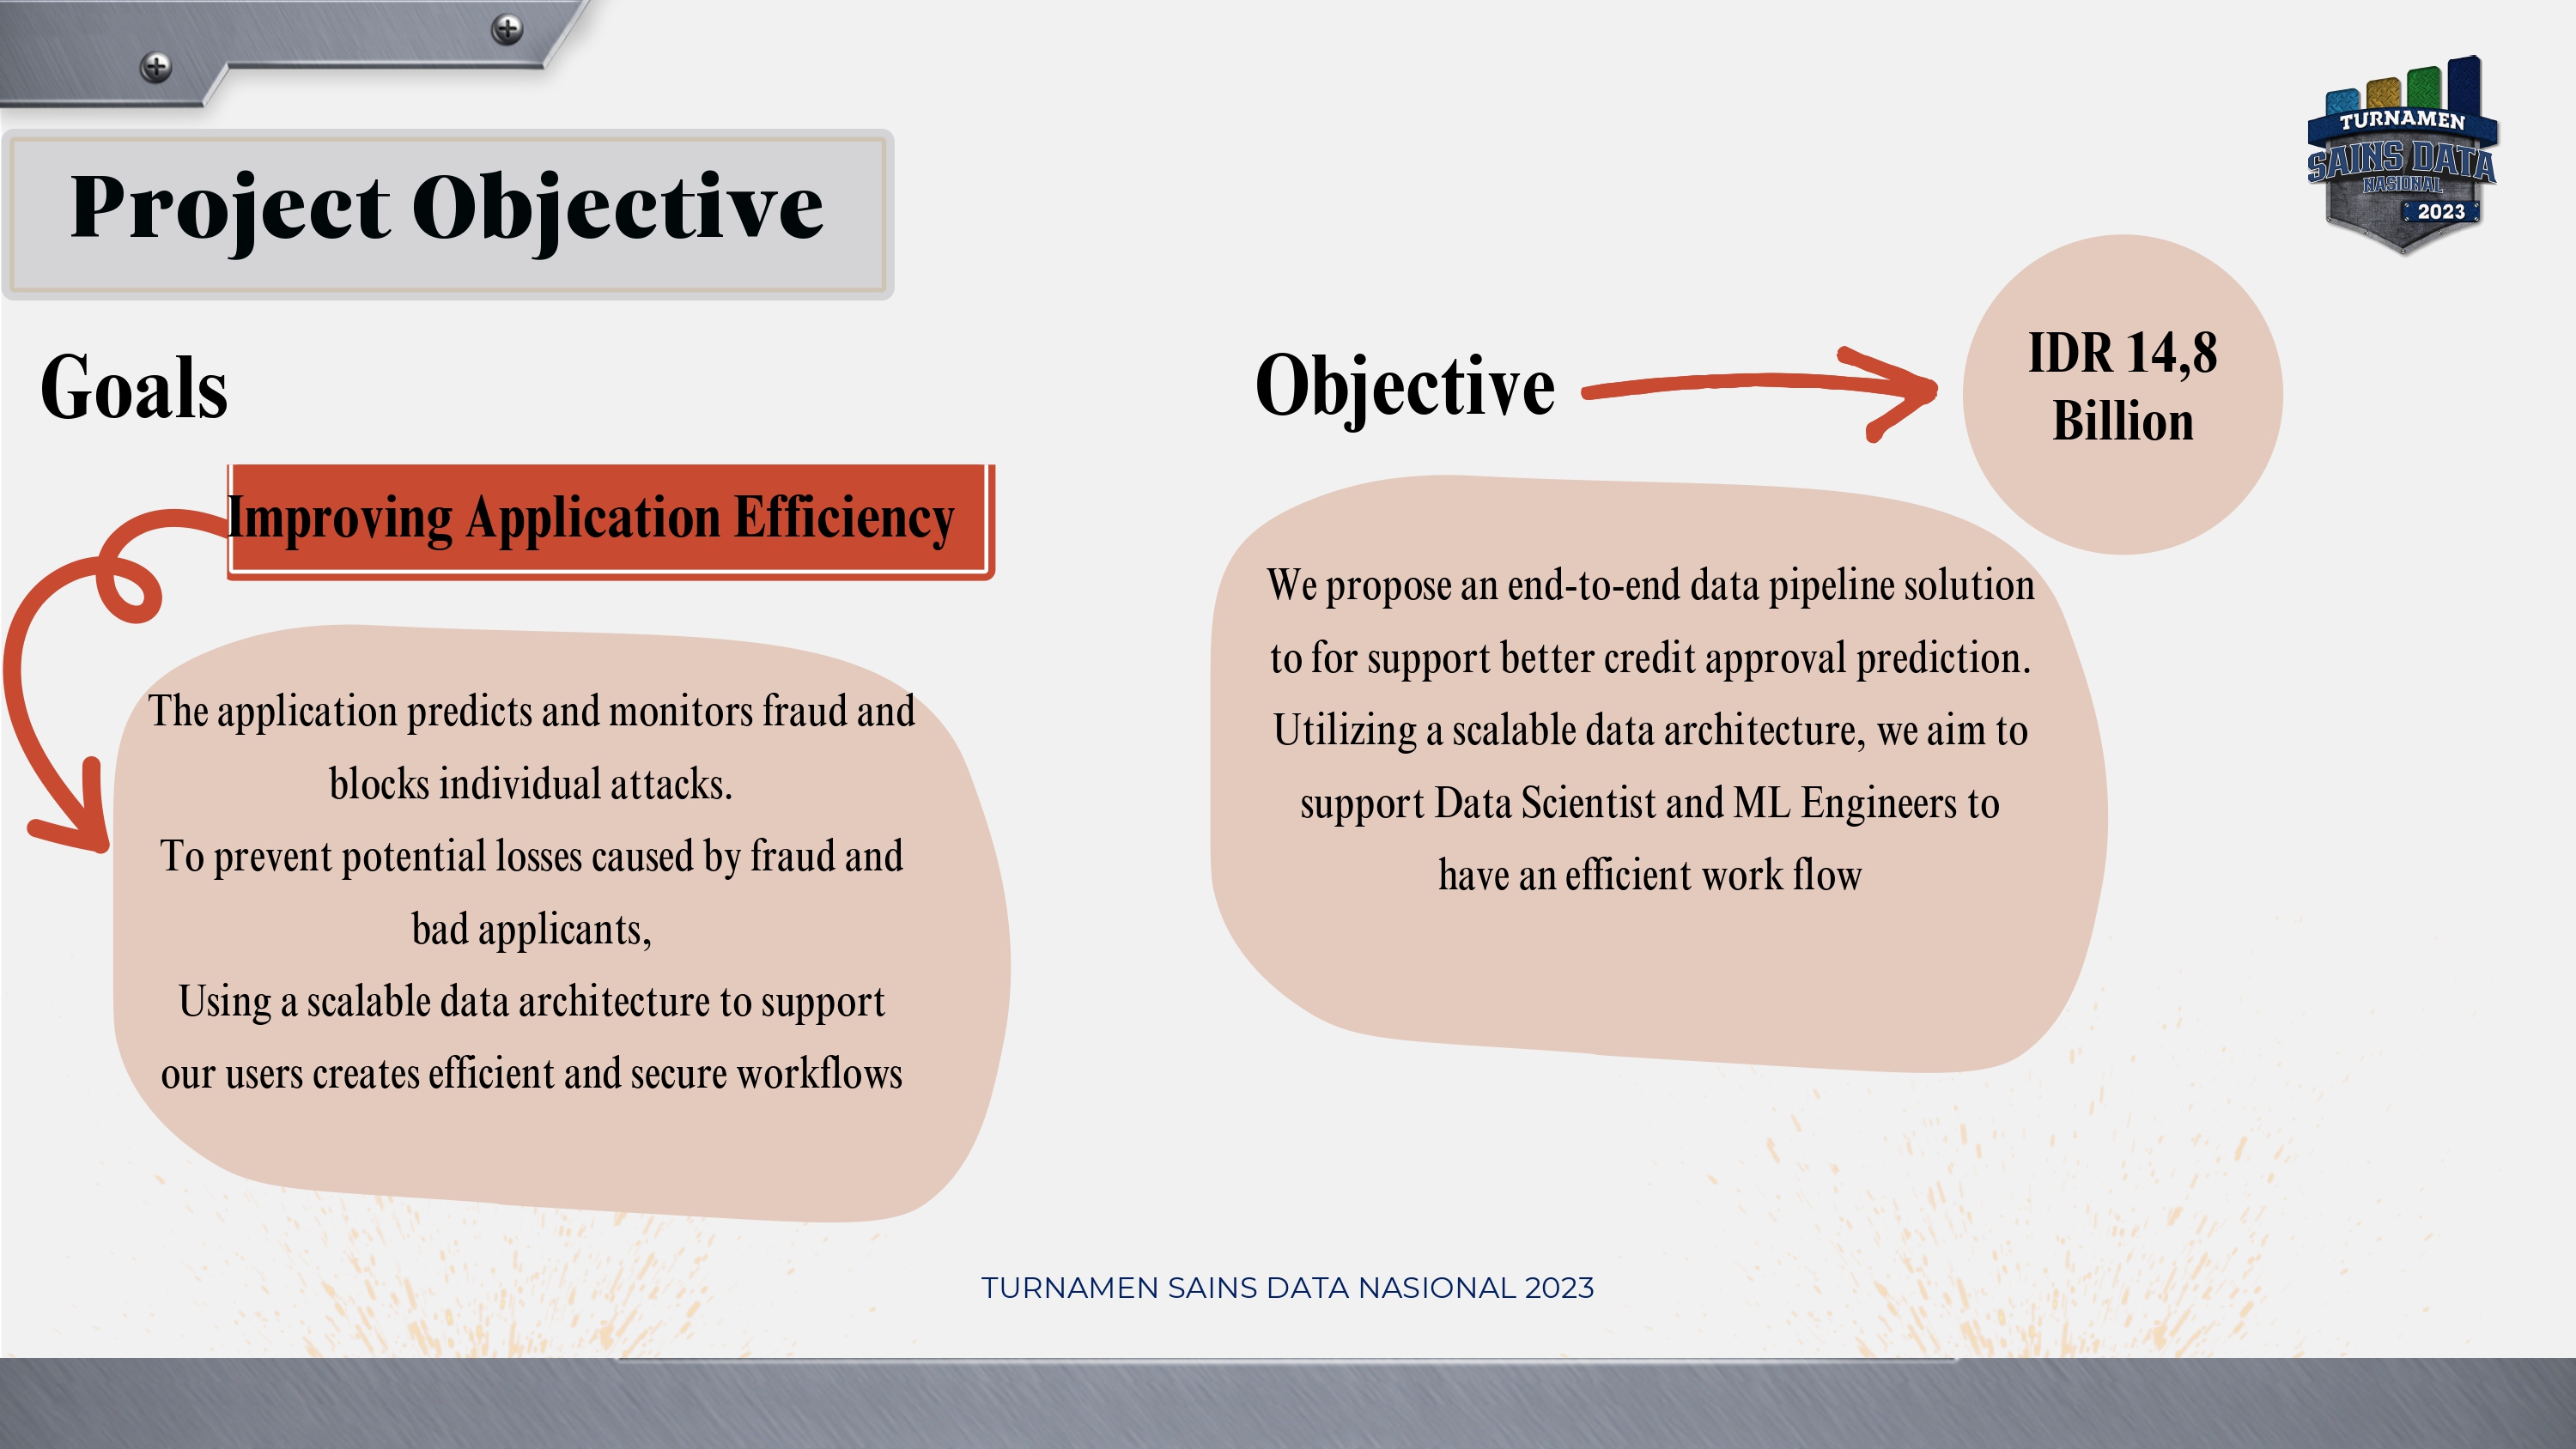 TURNAMEN
SAINS DATA
NASIONAL
2023
Project Objective
Goals
Improving Application Efficiency
The application predicts and monitors fraud and
blocks individual attacks.
To prevent potential losses caused by fraud and
bad applicants,
Using a scalable data architecture to support
our users creates efficient and secure workflows
Objective
IDR 14,8
Billion
We propose an end-to-end data pipeline solution
to for support better credit approval prediction.
Utilizing a scalable data architecture, we aim to
support Data Scientist and ML Engineers to
have an efficient work flow
TURNAMEN SAINS DATA NASIONAL 2023